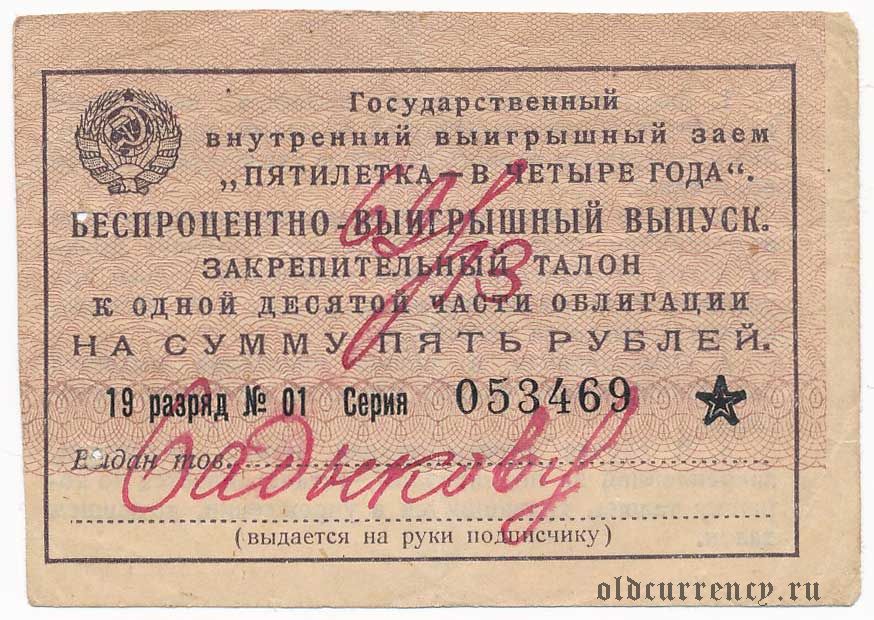 Государственный
внутренний выигрышный заем
„ПЯТИЛЕТКА — В ЧЕТЫРЕ ГОДА“.
БЕСПРОЦЕНТНО-ВЫИГРЫШНЫЙ ВЫПУСК.
ЗАКРЕПИТЕЛЬНЫЙ ТАЛОН
К ОДНОЙ ДЕСЯТОЙ ЧАСТИ ОБЛИГАЦИИ
НА СУММУ ПЯТЬ РУБЛЕЙ.
19 разряд № 01 Серия 053469
Выдан тов.
(выдается на руки подписчику)
oldcurrency.ru